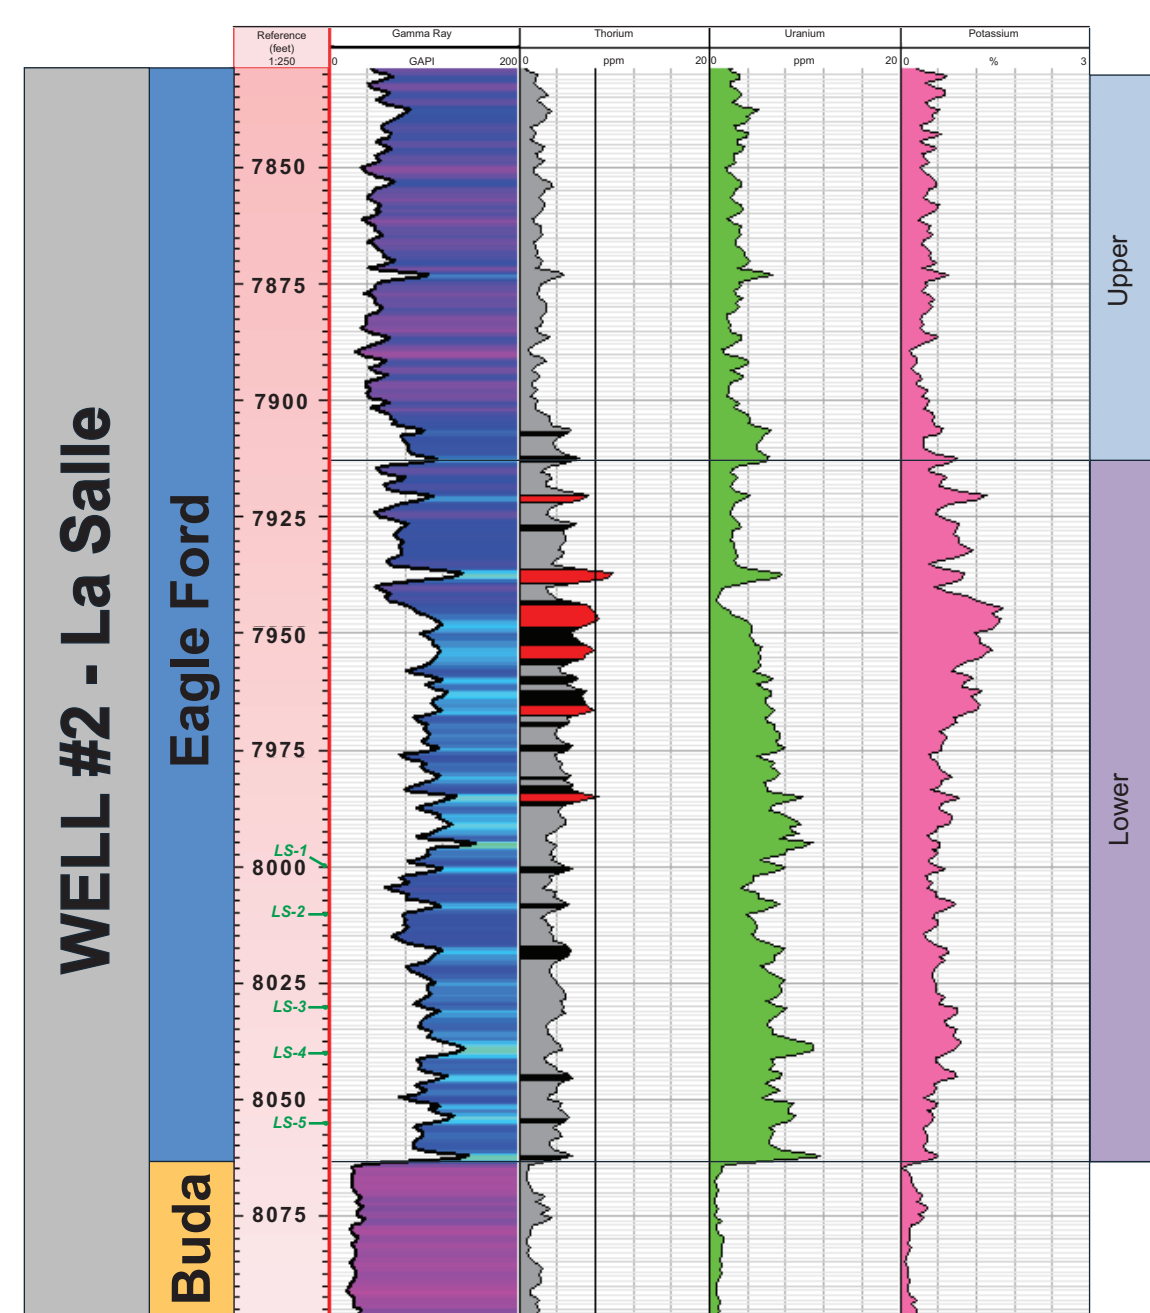 Reference
(feet)
1:250
Gamma Ray
0 GAPI 200
Thorium
0 ppm 20
Uranium
0 ppm 20
Potassium
0 % 3
WELL #2 - La Salle
Eagle Ford
Buda
7850
7875
7900
7925
7950
7975
LS-1
8000
LS-2
8025
LS-3
LS-4
8050
LS-5
8075
Upper
Lower